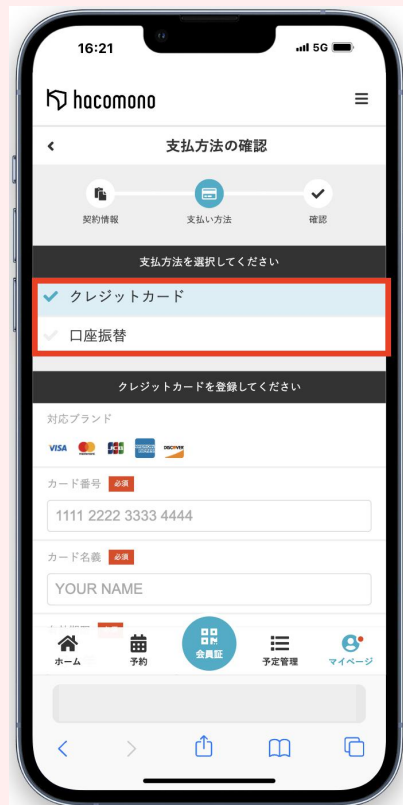 16:21
5G
hacomono
支払方法の確認
契約情報
支払い方法
確認
支払方法を選択してください
クレジットカード
口座振替
クレジットカードを登録してください
対応ブランド
VISA JCB DISCOVER
カード番号 必須
1111 2222 3333 4444
カード名義 必須
YOUR NAME
ホーム
予約
会員証
予定管理
マイページ